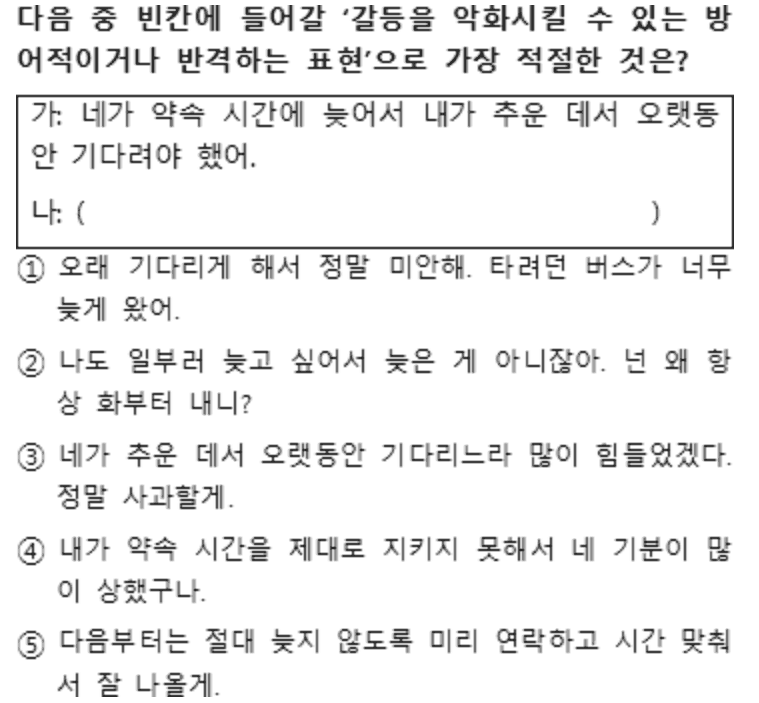 다음 중 빈칸에 들어갈 ‘갈등을 악화시킬 수 있는 방
어적이거나 반격하는 표현’으로 가장 적절한 것은?
가: 네가 약속 시간에 늦어서 내가 추운 데서 오랫동
안 기다려야 했어.
나: ( )
① 오래 기다리게 해서 정말 미안해. 타려던 버스가 너무
늦게 왔어.
② 나도 일부러 늦고 싶어서 늦은 게 아니잖아. 넌 왜 항
상 화부터 내니?
③ 네가 추운 데서 오랫동안 기다리느라 많이 힘들었겠다.
정말 사과할게.
④ 내가 약속 시간을 제대로 지키지 못해서 네 기분이 많
이 상했구나.
⑤ 다음부터는 절대 늦지 않도록 미리 연락하고 시간 맞춰
서 잘 나올게.